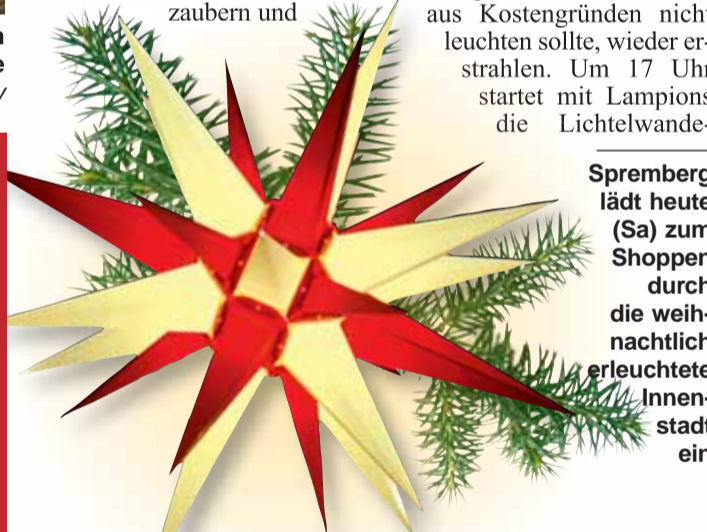 zaubern und
aus Kostengründen nicht
leuchten sollte, wieder er-
strahlen. Um 17 Uhr
startet mit Lampions
die Lichtelwande-
Spremberg
lädt heute
(Sa) zum
Shoppen
durch
die weih-
nachtlich
erleuchtete
Innen-
stadt
ein